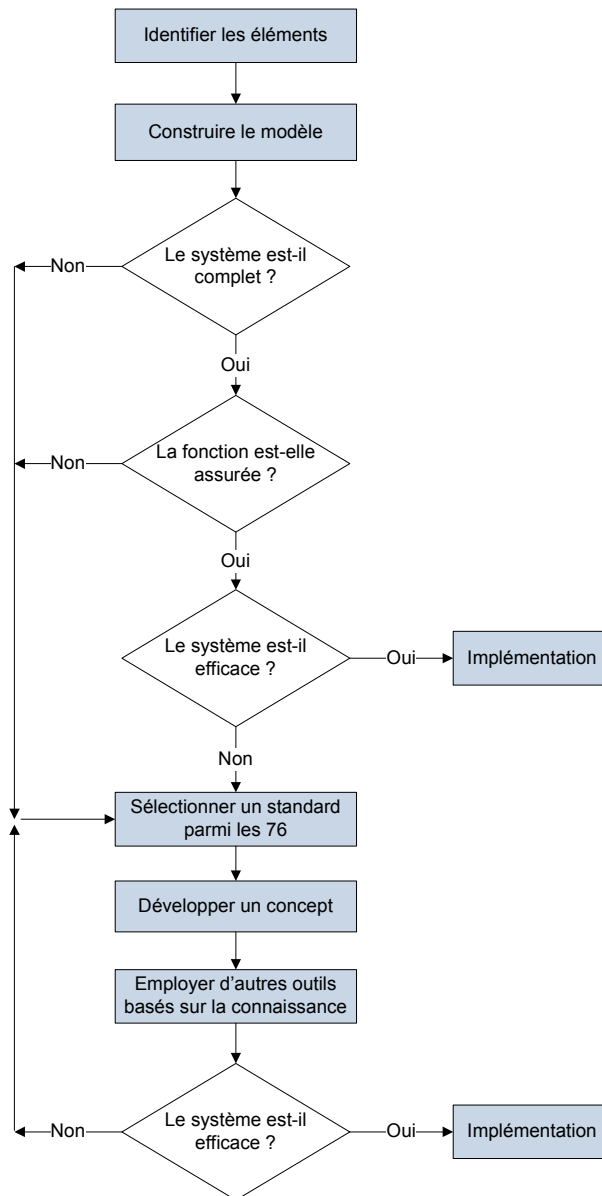 Identifier les éléments
Construire le modèle
Le système est-il
complet ?
Non
Oui
La fonction est-elle
assurée ?
Non
Oui
Le système est-il
efficace ?
Oui
Implémentation
Non
Sélectionner un standard
parmi les 76
Développer un concept
Employer d'autres outils
basés sur la connaissance
Le système est-il
efficace ?
Non
Oui
Implémentation